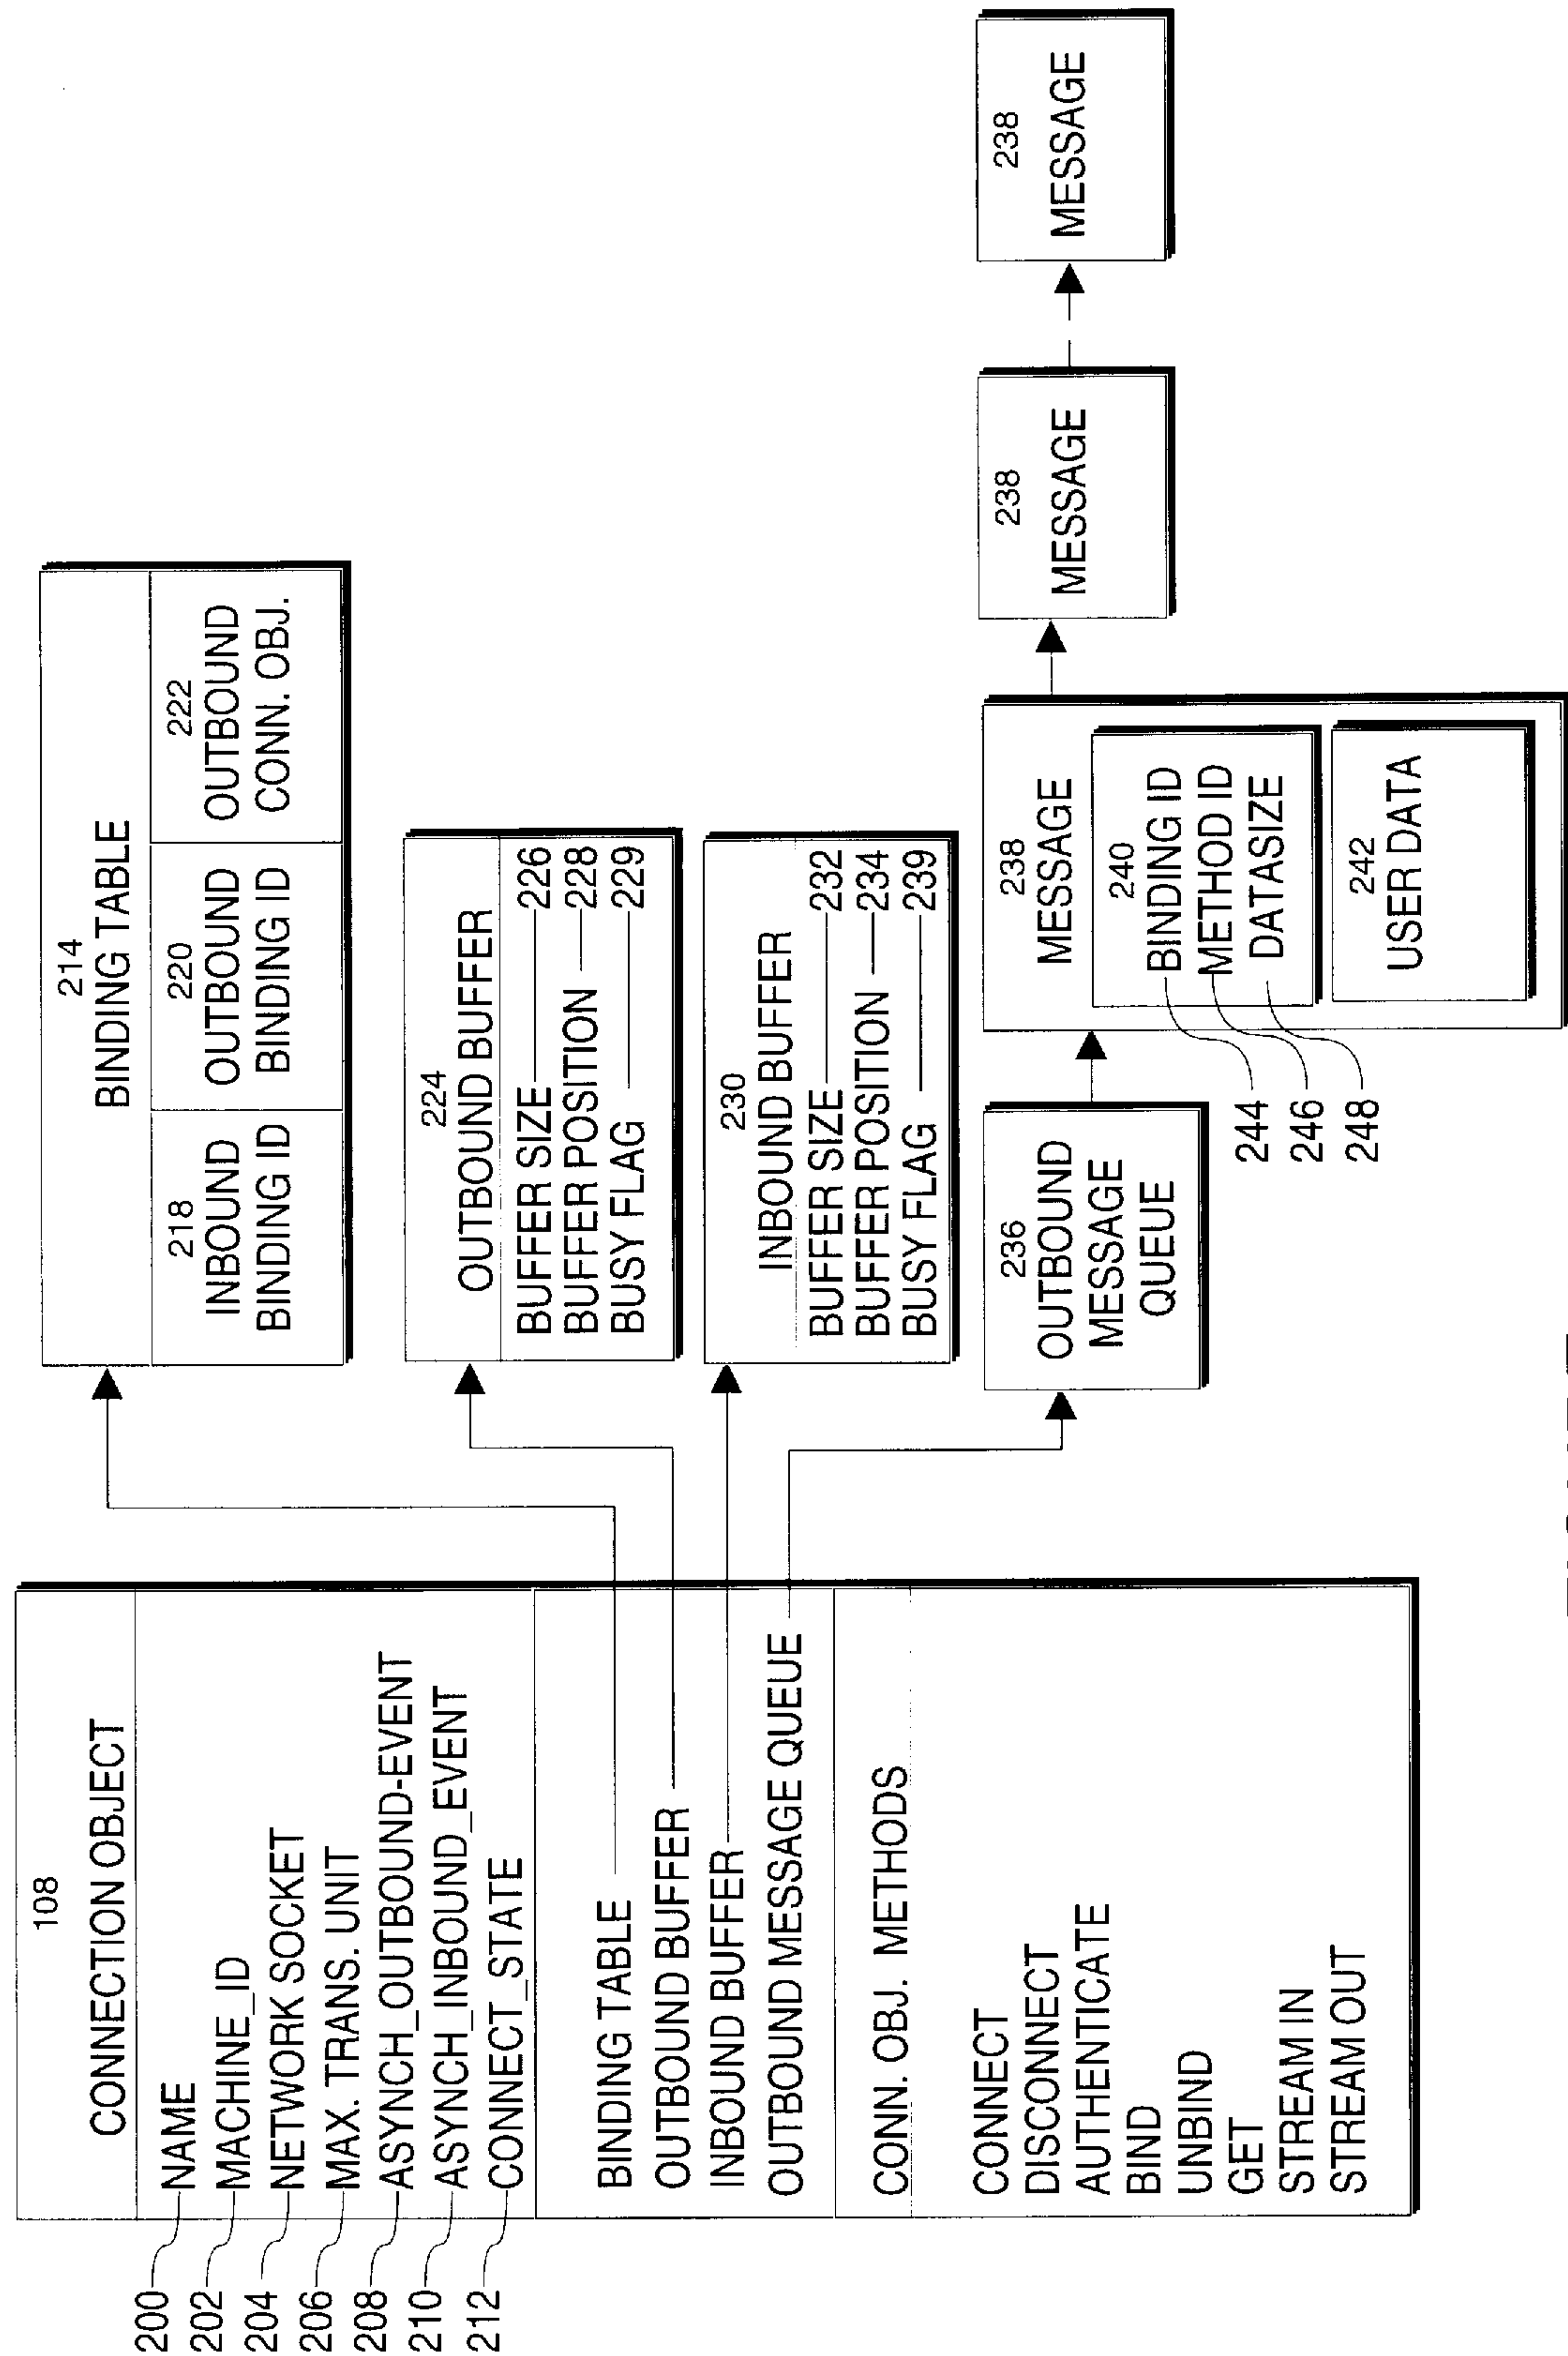 108
CONNECTION OBJECT
200 NAME
202 MACHINE_ID
204 NETWORK SOCKET
206 MAX. TRANS. UNIT
208 ASYNCH_OUTBOUND-EVENT
210 ASYNCH_INBOUND_EVENT
212 CONNECT_STATE
BINDING TABLE
OUTBOUND BUFFER
INBOUND BUFFER
OUTBOUND MESSAGE QUEUE
CONN. OBJ. METHODS
CONNECT
DISCONNECT
AUTHENTICATE
BIND
UNBIND
GET
STREAM IN
STREAM OUT
214
BINDING TABLE
218
INBOUND
BINDING ID
220
OUTBOUND
BINDING ID
222
OUTBOUND
CONN. OBJ.
224
OUTBOUND BUFFER
BUFFER SIZE 226
BUFFER POSITION 228
BUSY FLAG 229
230
INBOUND BUFFER
BUFFER SIZE 232
BUFFER POSITION 234
BUSY FLAG 239
236
OUTBOUND
MESSAGE
QUEUE
238
MESSAGE
240
BINDING ID
METHOD ID
DATASIZE
244
246
248
242
USER DATA
238
MESSAGE
238
MESSAGE